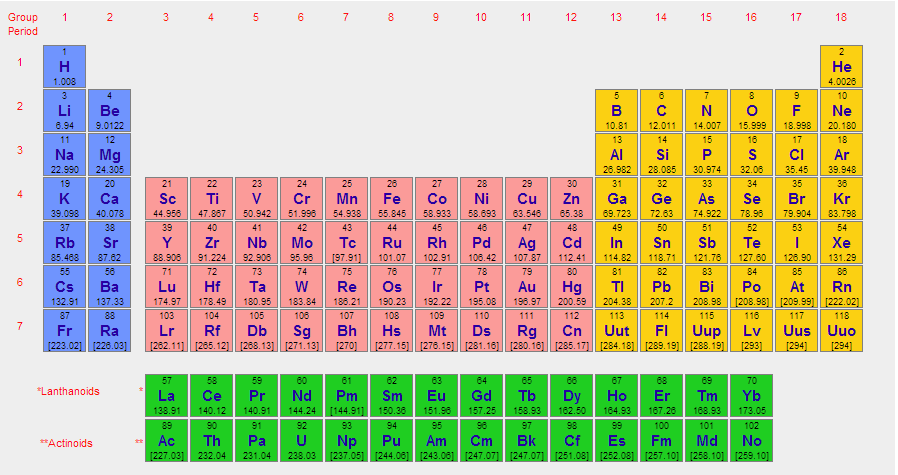 Group 1 2 3 4 5 6 7 8 9 10 11 12 13 14 15 16 17 18
Period
1 2
1 H He
1.008 4.0026
3 4 5 6 7 8 9 10
2 Li Be B C N O F Ne
6.94 9.0122 10.81 12.011 14.007 15.999 18.998 20.180
11 12 13 14 15 16 17 18
3 Na Mg Al Si P S Cl Ar
22.990 24.305 26.982 28.085 30.974 32.06 35.45 39.948
19 20 21 22 23 24 25 26 27 28 29 30 31 32 33 34 35 36
4 K Ca Sc Ti V Cr Mn Fe Co Ni Cu Zn Ga Ge As Se Br Kr
39.098 40.078 44.956 47.867 50.942 51.996 54.938 55.845 58.933 58.693 63.546 65.38 69.723 72.63 74.922 78.96 79.904 83.798
37 38 39 40 41 42 43 44 45 46 47 48 49 50 51 52 53 54
5 Rb Sr Y Zr Nb Mo Tc Ru Rh Pd Ag Cd In Sn Sb Te I Xe
85.468 87.62 88.906 91.224 92.906 95.96 [97.91] 101.07 102.91 106.42 107.87 112.41 114.82 118.71 121.76 127.60 126.90 131.29
55 56 71 72 73 74 75 76 77 78 79 80 81 82 83 84 85 86
6 Cs Ba Lu Hf Ta W Re Os Ir Pt Au Hg Tl Pb Bi Po At Rn
132.91 137.33 174.97 178.49 180.95 183.84 186.21 190.23 192.22 195.08 196.97 200.59 204.38 207.2 208.98 [208.98] [209.99] [222.02]
87 88 103 104 105 106 107 108 109 110 111 112 113 114 115 116 117 118
7 Fr Ra Lr Rf Db Sg Bh Hs Mt Ds Rg Cn Uut Fl Uup Lv Uus Uuo
[223.02] [226.03] [262.11] [265.12] [268.13] [271.13] [270] [277.15] [276.15] [281.16] [280.16] [285.17] [284.18] [289.19] [288.19] [293] [294] [294]
57 58 59 60 61 62 63 64 65 66 67 68 69 70
*Lanthanoids * La Ce Pr Nd Pm Sm Eu Gd Tb Dy Ho Er Tm Yb
138.91 140.12 140.91 144.24 [144.91] 150.36 151.96 157.25 158.93 162.50 164.93 167.26 168.93 173.05
89 90 91 92 93 94 95 96 97 98 99 100 101 102
**Actinoids ** Ac Th Pa U Np Pu Am Cm Bk Cf Es Fm Md No
[227.03] 232.04 231.04 238.03 [237.05] [244.06] [243.06] [247.07] [247.07] [251.08] [252.08] [257.10] [258.10] [259.10]